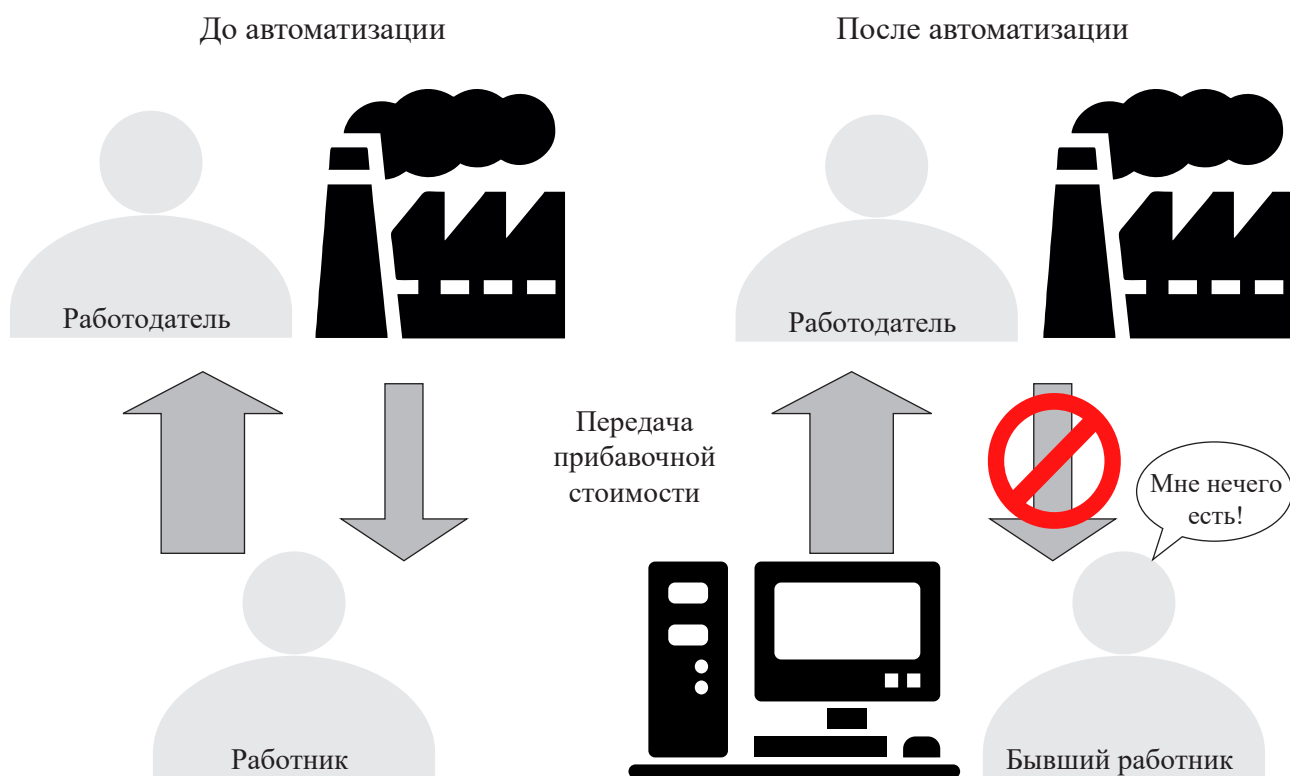 До автоматизации
После автоматизации
Работодатель
Работодатель
Передача
прибавочной
стоимости
Мне нечего
есть!
Работник
Бывший работник